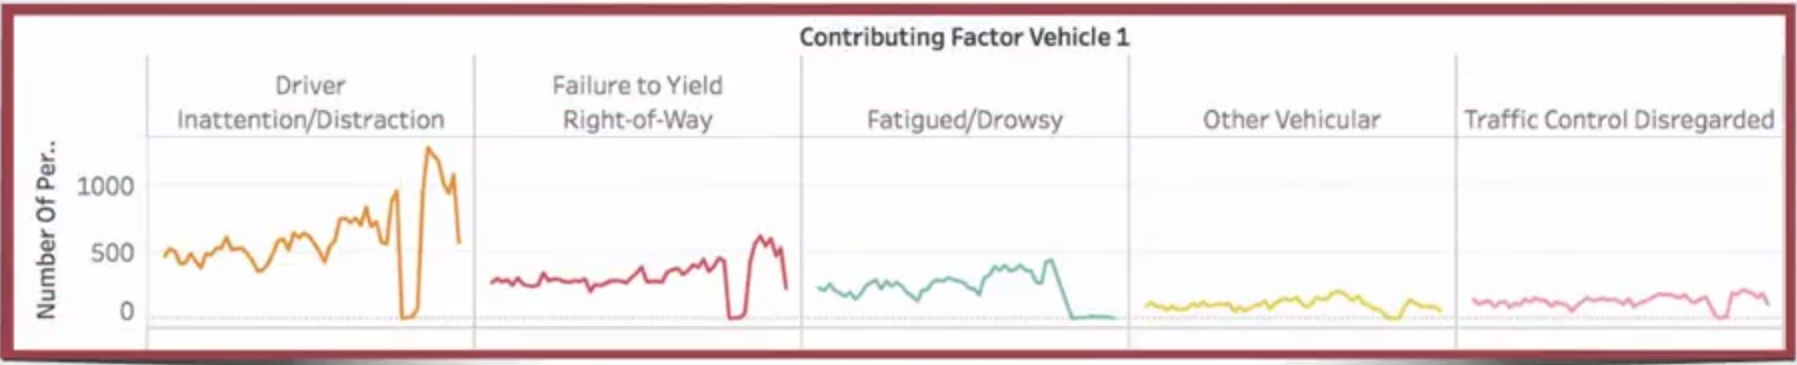 Contributing Factor Vehicle 1
Driver
Inattention/Distraction
Failure to Yield
Right-of-Way
Fatigued/Drowsy
Other Vehicular
Traffic Control Disregarded
Number Of Per..
1000
500
0